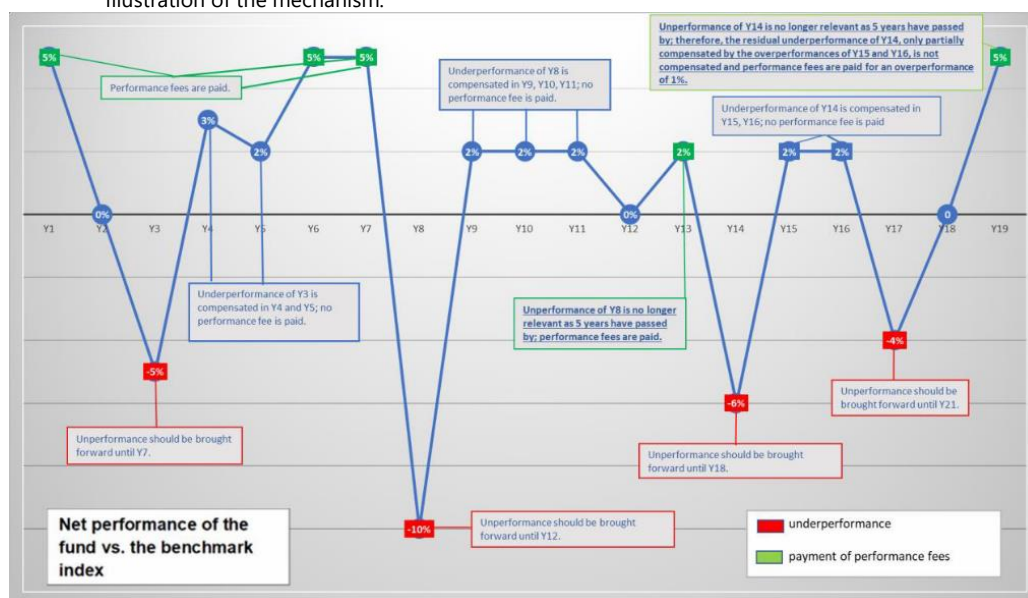 illustration of the mechanism.
5%
Performance fees are paid.
0%
-5%
Unperformance should be brought
forward until Y7.
3%
2%
Underperformance of Y3 is
compensated in Y4 and Y5; no
performance fee is paid.
5%
5%
-10%
Unperformance should be brought
forward until Y12.
Underperformance of Y8 is
compensated in Y9, Y10, Y11; no
performance fee is paid.
2%
2%
2%
0%
2%
Unperformance of Y8 is no longer
relevant as 5 years have passed
by; performance fees are paid.
-6%
Unperformance should be brought
forward until Y18.
Underperformance of Y14 is compensated in
Y15, Y16; no performance fee is paid
2%
2%
-4%
Unperformance should be
brought forward until Y21.
0
Unperformance of Y14 is no longer relevant as 5 years have passed
by; therefore, the residual underperformance of Y14, only partially
compensated by the overperformances of Y15 and Y16, is not
compensated and performance fees are paid for an overperformance
of 1%.
5%
Y1 Y2 Y3 Y4 Y5 Y6 Y7 Y8 Y9 Y10 Y11 Y12 Y13 Y14 Y15 Y16 Y17 Y18 Y19
Net performance of the
fund vs. the benchmark
index
underperformance
payment of performance fees